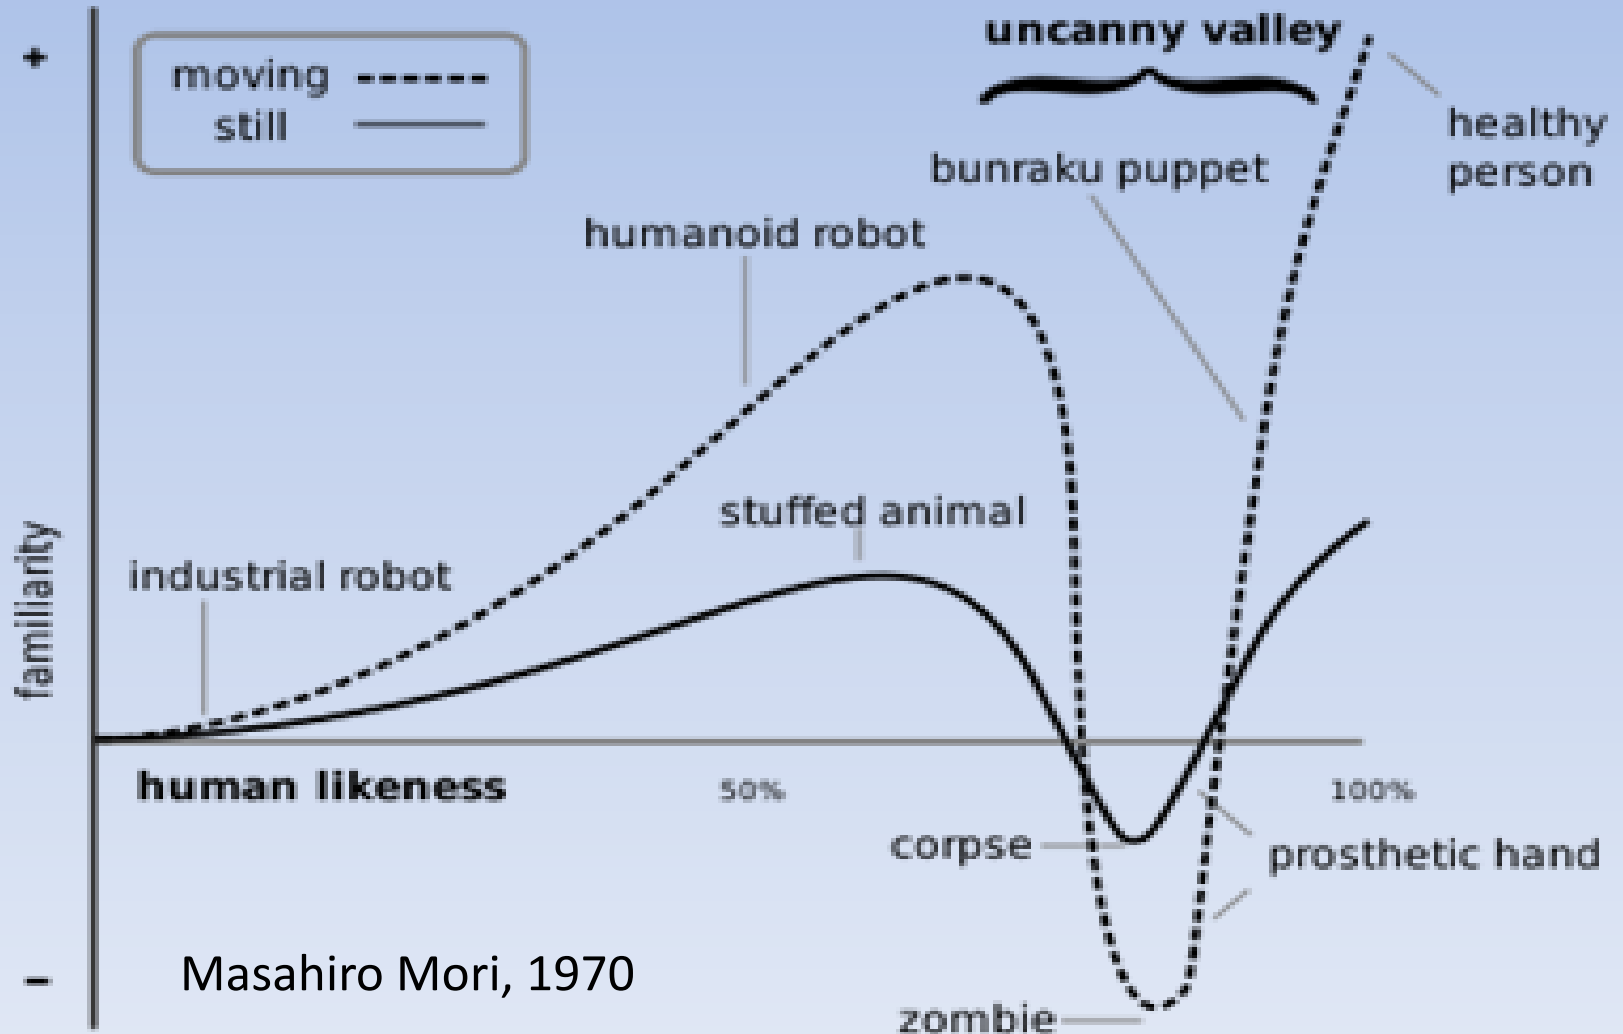 +
uncanny valley
moving
still
healthy
person
bunraku puppet
humanoid robot
stuffed animal
industrial robot
familiarity
human likeness
50%
100%
corpse
prosthetic hand
Masahiro Mori, 1970
–
zombie